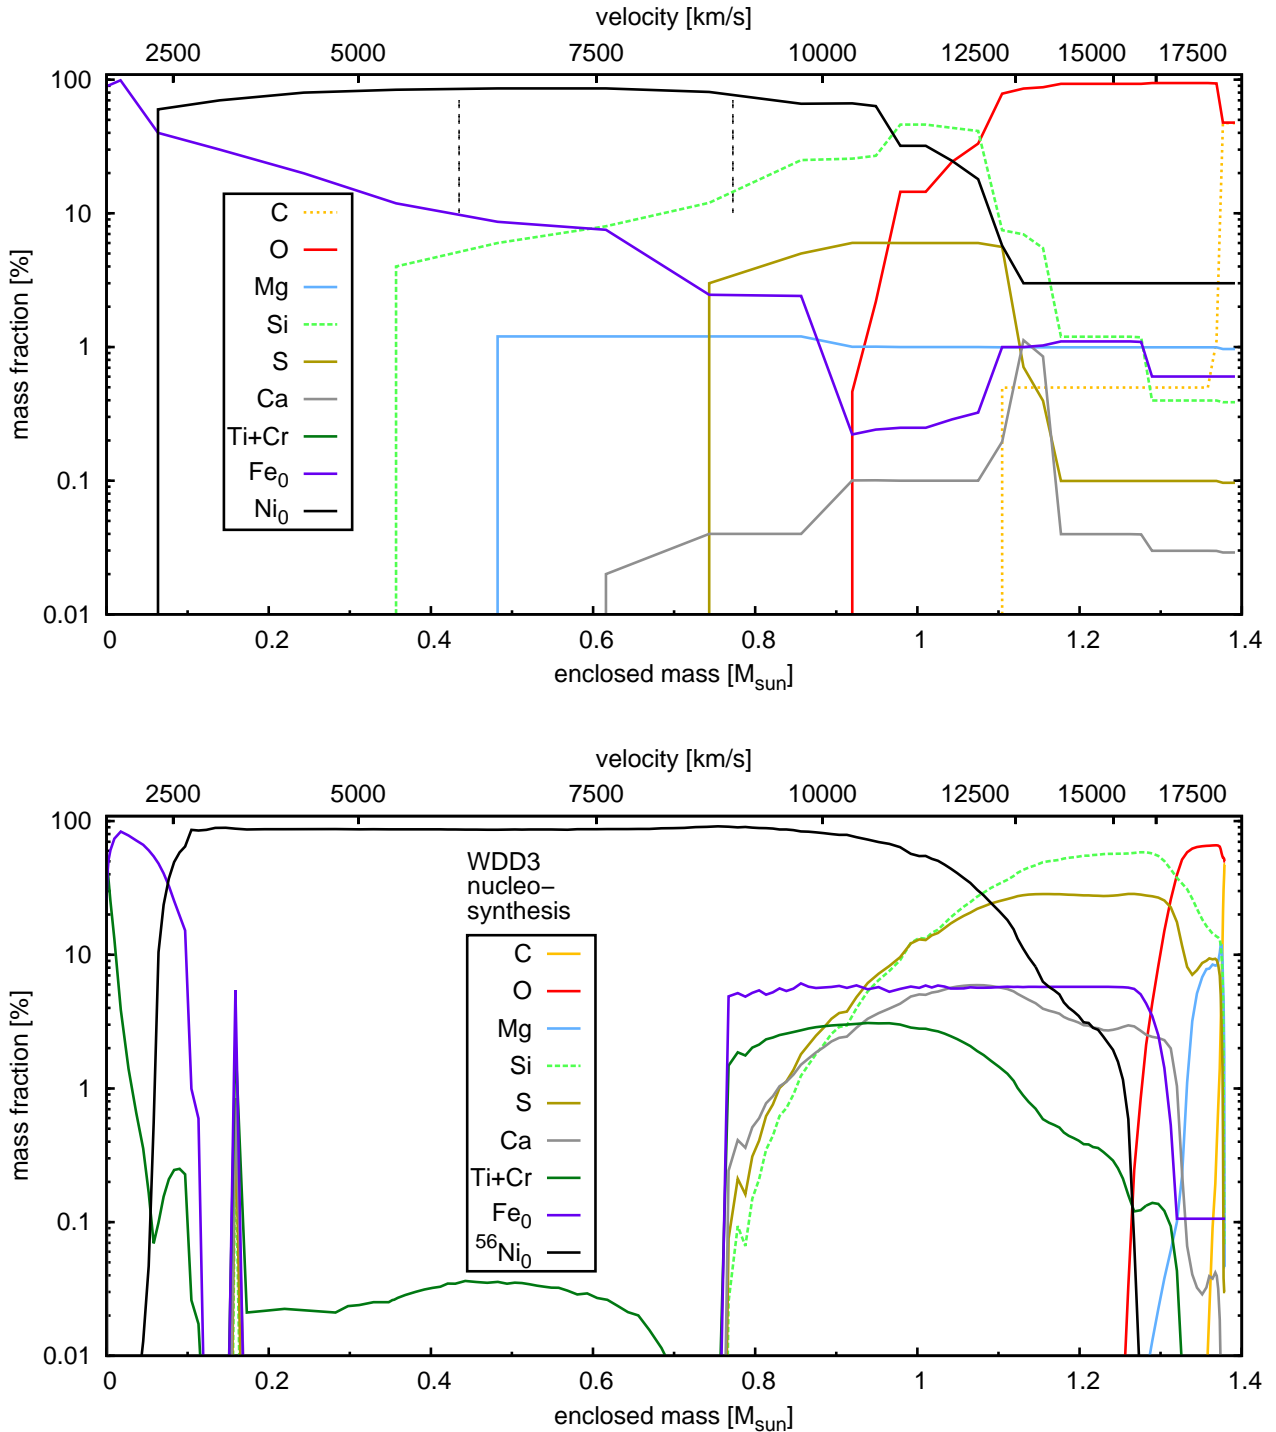 velocity [km/s]
2500 5000 7500 10000 12500 15000 17500
100
10
1
0.1
0.01
mass fraction [%]
C
O
Mg
Si
S
Ca
Ti+Cr
Fe0
Ni0
0 0.2 0.4 0.6 0.8 1 1.2 1.4
enclosed mass [Msun]
velocity [km/s]
2500 5000 7500 10000 12500 15000 17500
100
10
1
0.1
0.01
mass fraction [%]
WDD3
nucleo−
synthesis
C
O
Mg
Si
S
Ca
Ti+Cr
Fe0
56Ni0
0 0.2 0.4 0.6 0.8 1 1.2 1.4
enclosed mass [Msun]